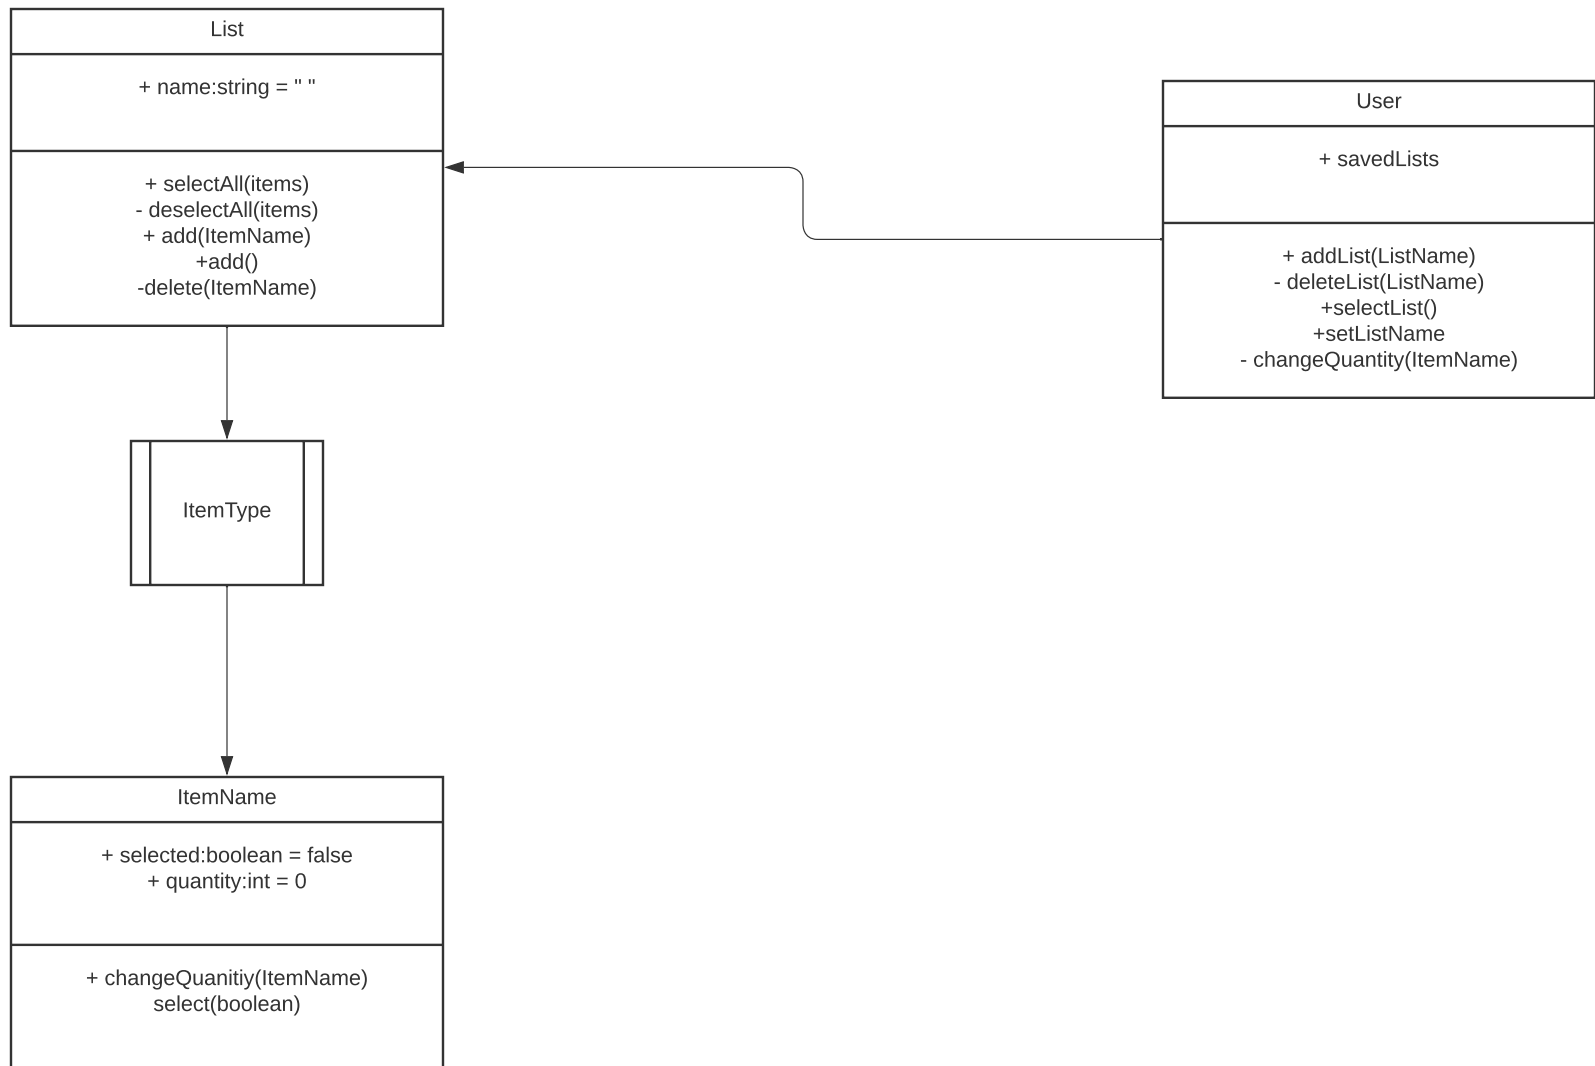 List
+ name:string = " "
+ selectAll(items)
- deselectAll(items)
+ add(ItemName)
+add()
-delete(ItemName)
User
+ savedLists
+ addList(ListName)
- deleteList(ListName)
+selectList()
+setListName
- changeQuantity(ItemName)
ItemType
ItemName
+ selected:boolean = false
+ quantity:int = 0
+ changeQuanitiy(ItemName)
select(boolean)